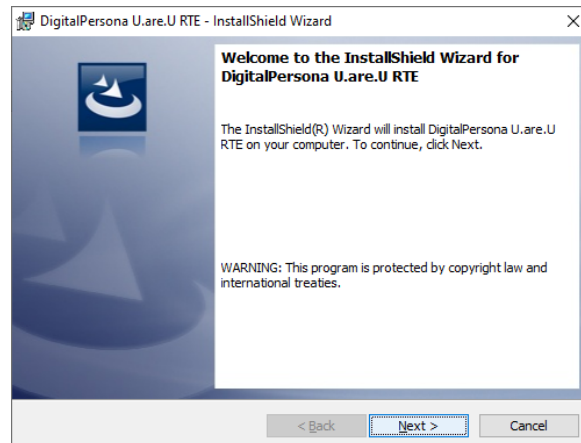 DigitalPersona U.are.U RTE - InstallShield Wizard
Welcome to the InstallShield Wizard for
DigitalPersona U.are.U RTE
The InstallShield(R) Wizard will install DigitalPersona U.are.U
RTE on your computer. To continue, click Next.
WARNING: This program is protected by copyright law and
international treaties.
< Back
Next >
Cancel